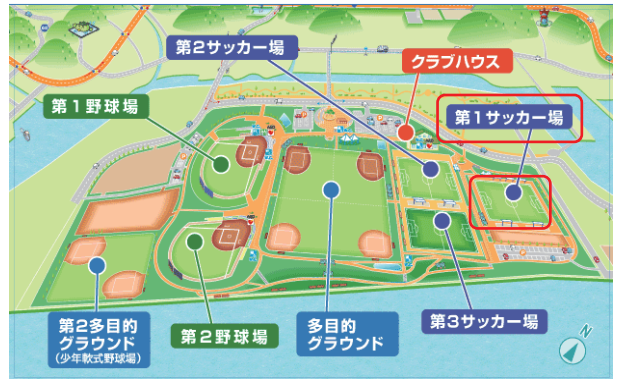 第2サッカー場
クラブハウス
第1野球場
第1サッカー場
第2多目的
グラウンド
(少年軟式野球場)
第2野球場
多目的
グラウンド
第3サッカー場
N